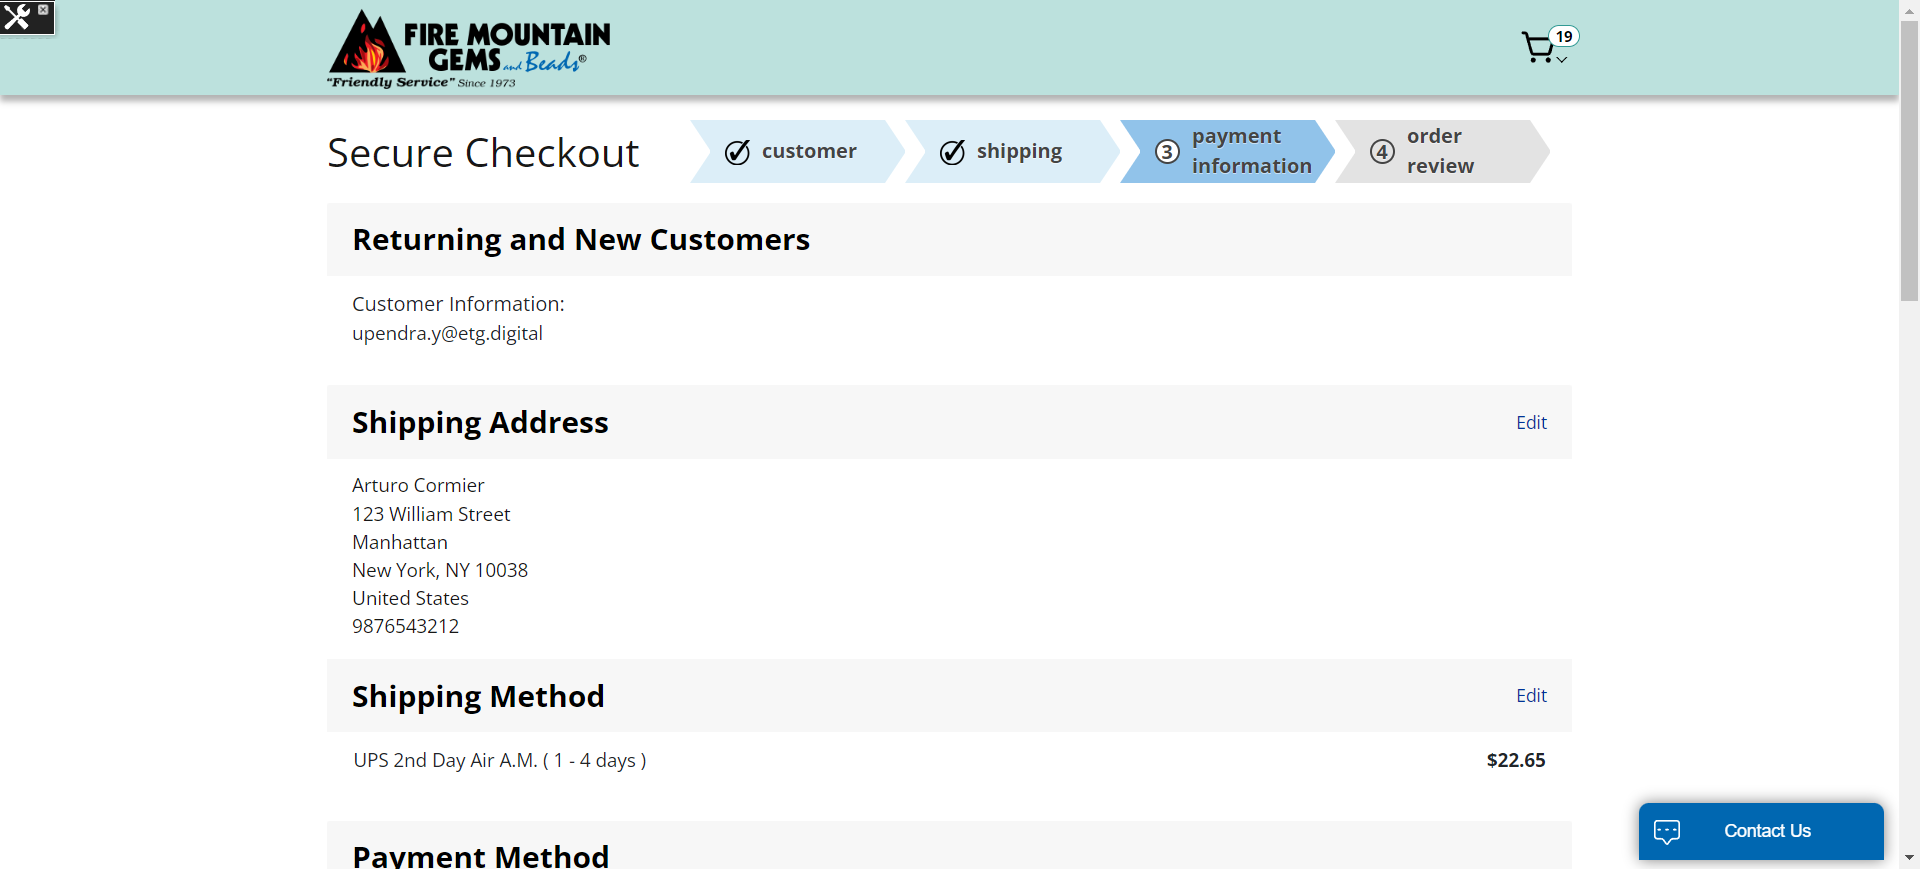 FIRE MOUNTAIN
GEMS and Beads®
"Friendly Service" Since 1973
19
Secure Checkout
customer
shipping
3 payment information
4 order review
Returning and New Customers
Customer Information:
upendra.y@etg.digital
Shipping Address
Edit
Arturo Cormier
123 William Street
Manhattan
New York, NY 10038
United States
9876543212
Shipping Method
Edit
UPS 2nd Day Air A.M. ( 1 - 4 days )
$22.65
Payment Method
Contact Us